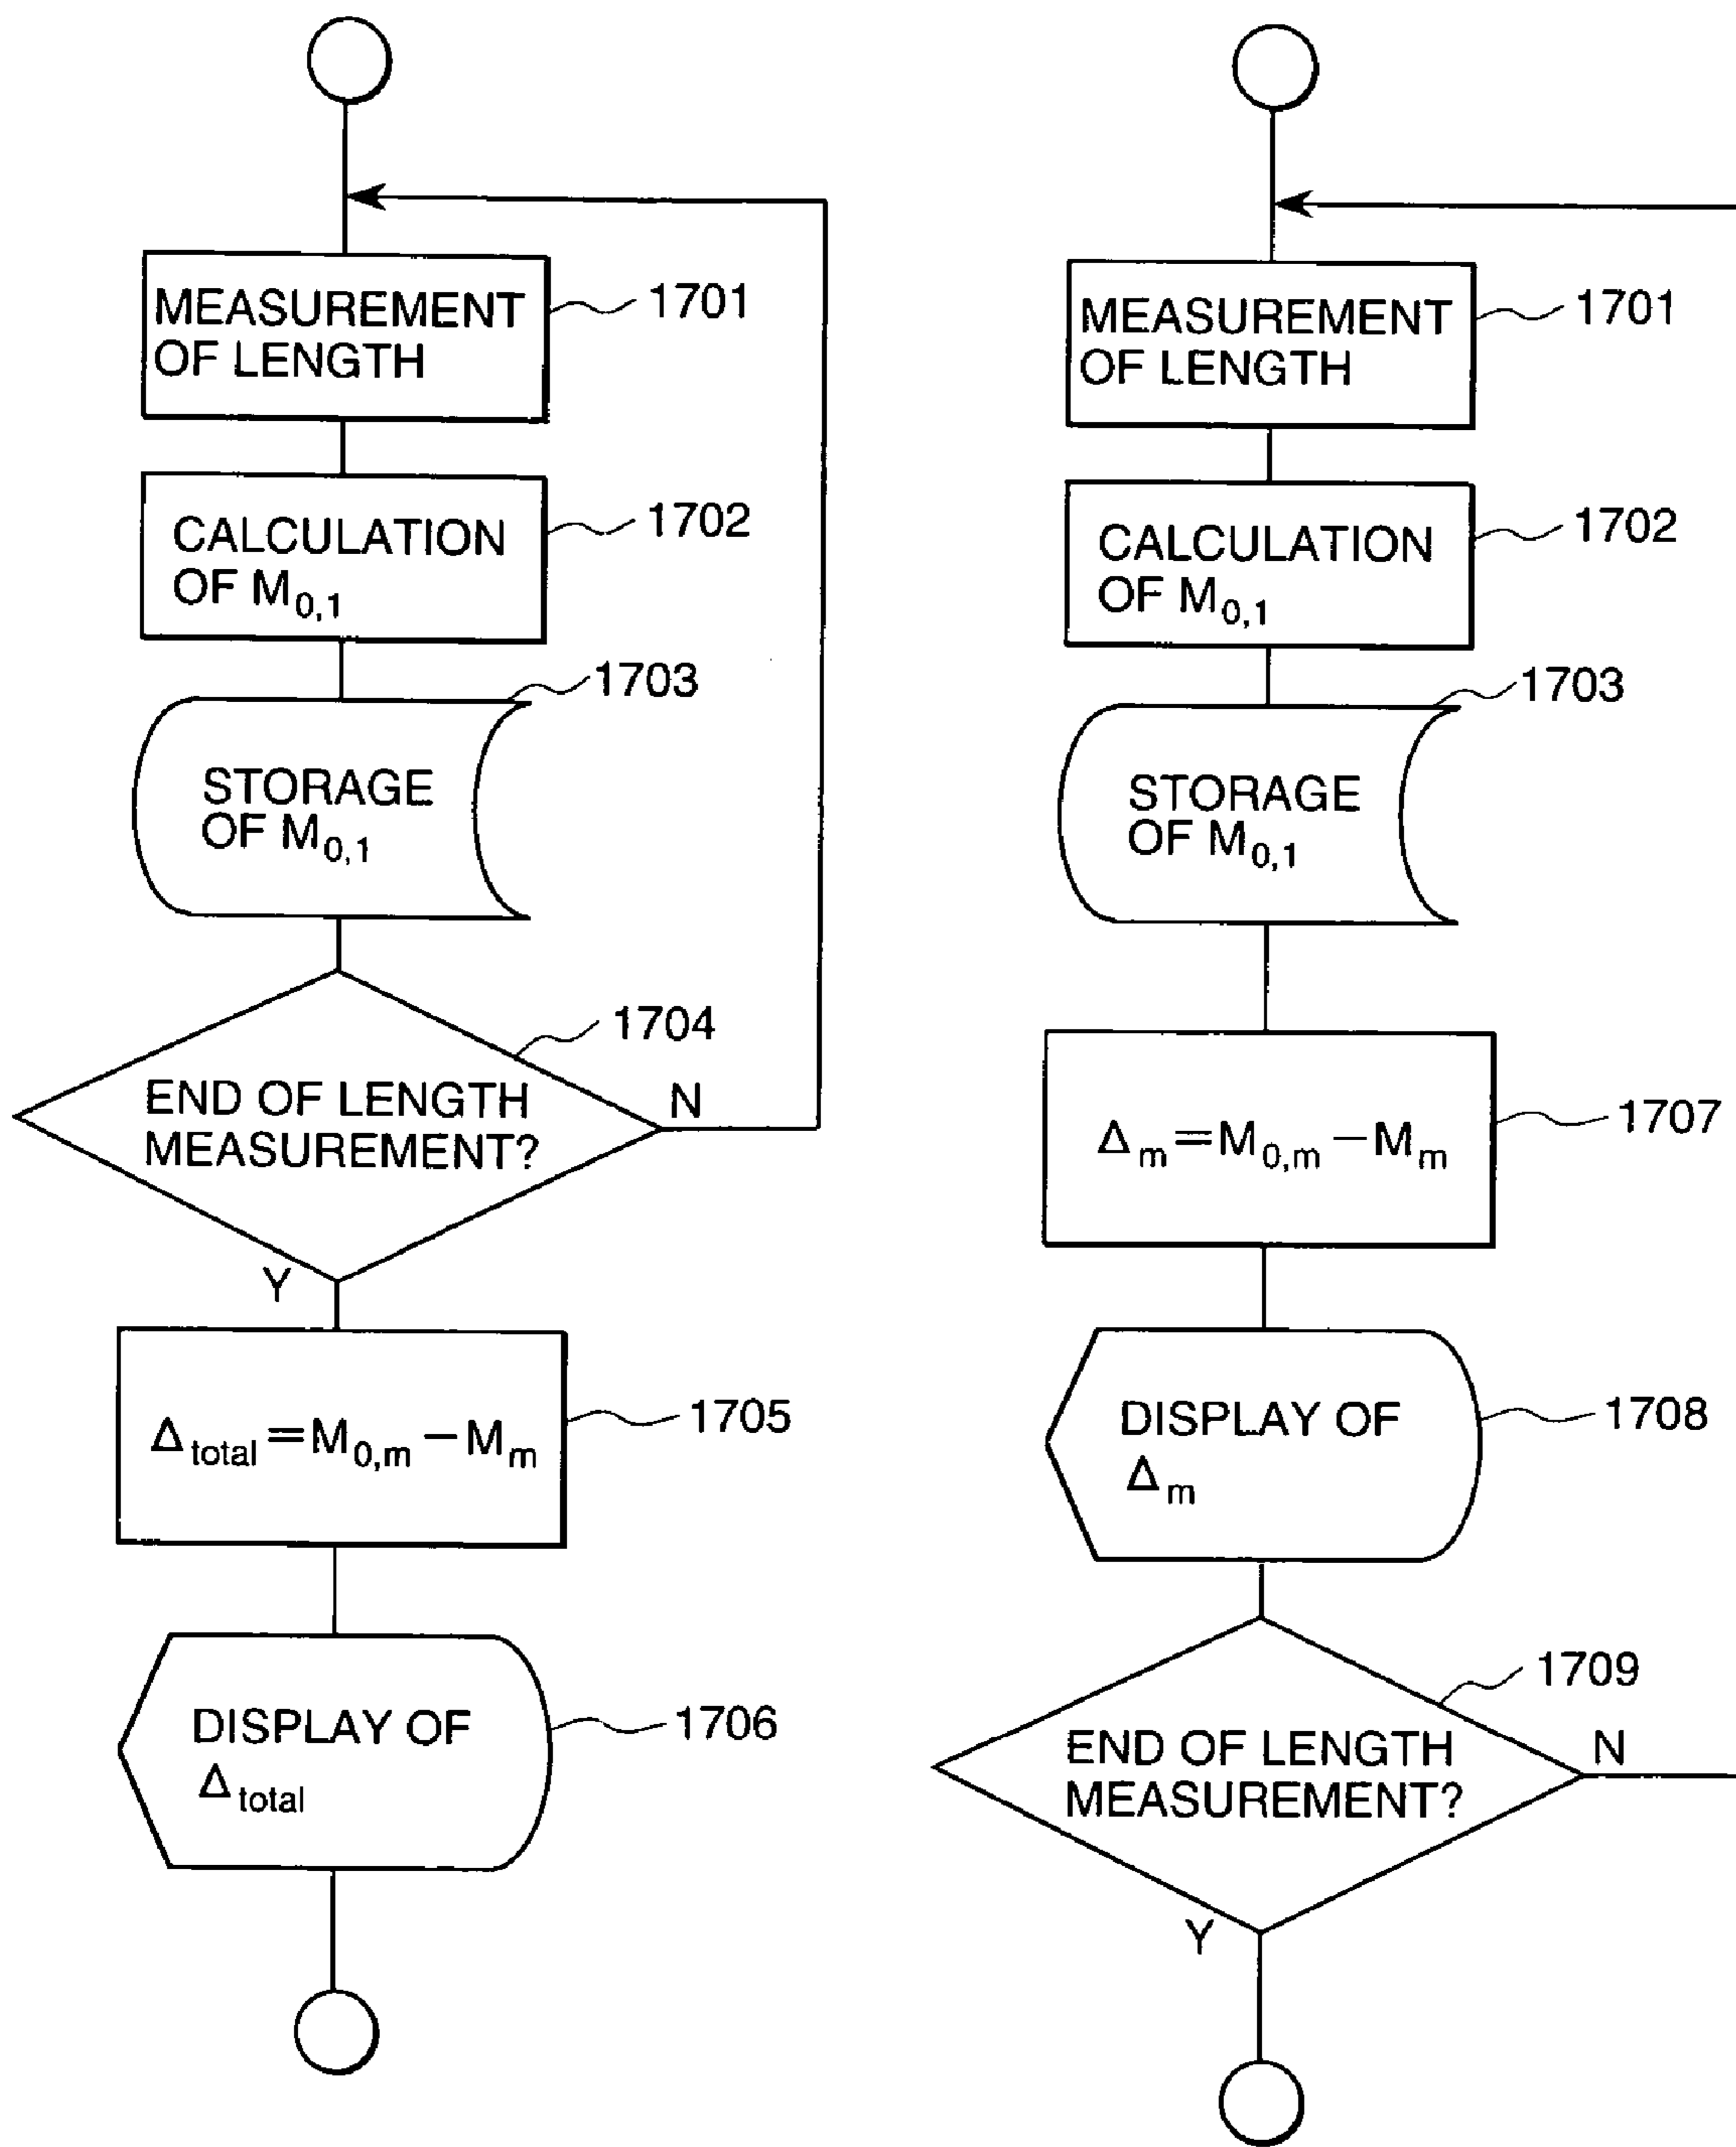 MEASUREMENT
OF LENGTH
1701
CALCULATION
OF M0,1
1702
STORAGE
OF M0,1
1703
END OF LENGTH
MEASUREMENT?
1704
N
Y
Δtotal=M0,m−Mm
1705
DISPLAY OF
Δtotal
1706
MEASUREMENT
OF LENGTH
1701
CALCULATION
OF M0,1
1702
STORAGE
OF M0,1
1703
Δm=M0,m−Mm
1707
DISPLAY OF
Δm
1708
END OF LENGTH
MEASUREMENT?
1709
N
Y